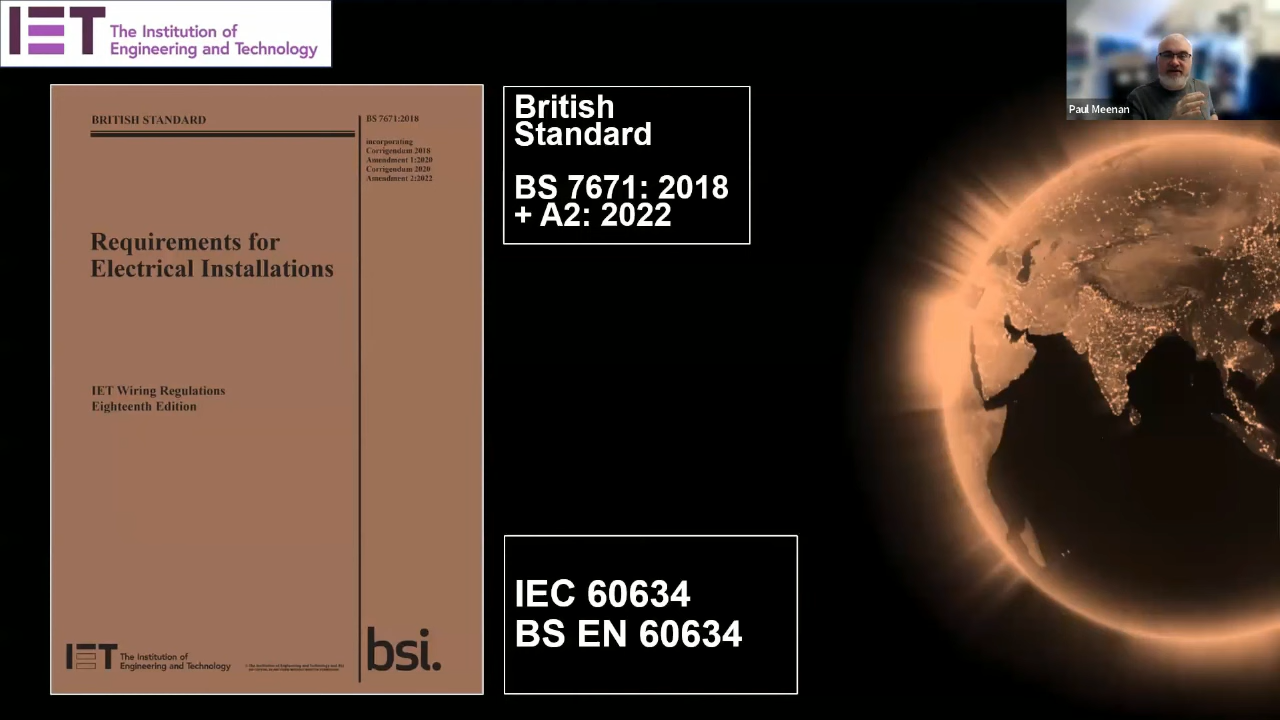 IET The Institution of
Engineering and Technology
BRITISH STANDARD
BS 7671:2018
incorporating
Corrigendum 2018
Amendment 1:2020
Corrigendum 2020
Amendment 2:2022
Requirements for
Electrical Installations
IET Wiring Regulations
Eighteenth Edition
IET The Institution of
Engineering and Technology
bsi.
British
Standard
BS 7671: 2018
+ A2: 2022
IEC 60634
BS EN 60634
Paul Meenan